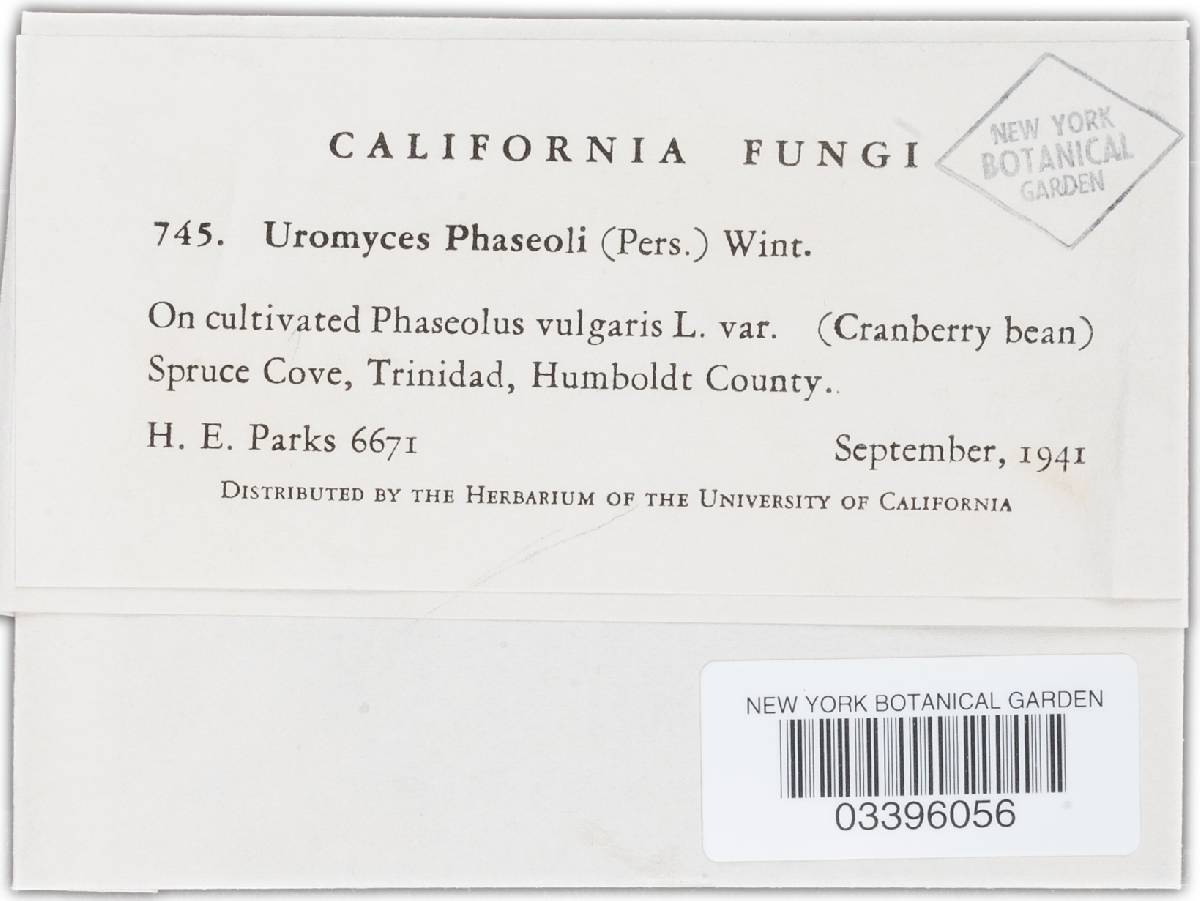 CALIFORNIA FUNGI
NEW YORK
BOTANICAL
GARDEN
745. Uromyces Phaseoli (Pers.) Wint.
On cultivated Phaseolus vulgaris L. var. (Cranberry bean)
Spruce Cove, Trinidad, Humboldt County.
H. E. Parks 6671 September, 1941
DISTRIBUTED BY THE HERBARIUM OF THE UNIVERSITY OF CALIFORNIA
NEW YORK BOTANICAL GARDEN
03396056